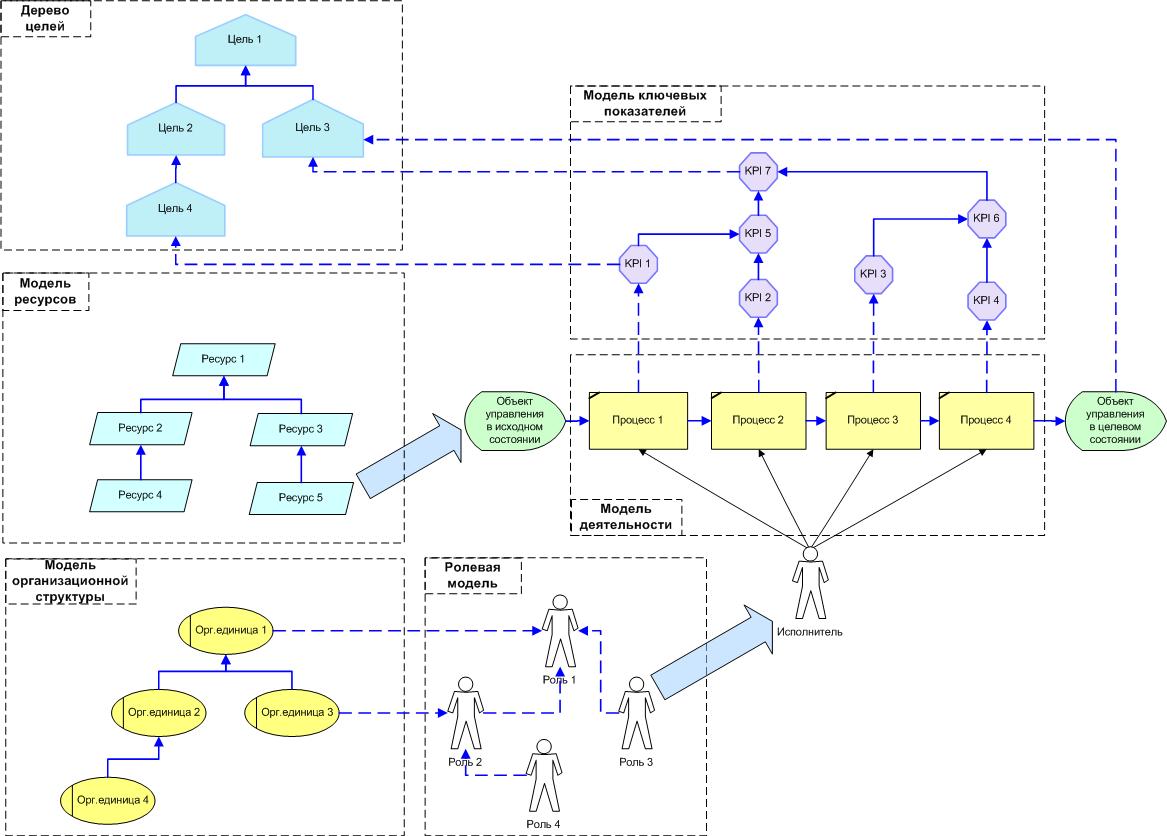 Дерево
целей
Цель 1
Цель 2
Цель 3
Цель 4
Модель ключевых
показателей
KPI 7
KPI 6
KPI 5
KPI 1
KPI 3
KPI 2
KPI 4
Модель
ресурсов
Ресурс 1
Ресурс 2
Ресурс 3
Ресурс 4
Ресурс 5
Объект
управления
в исходном
состоянии
Процесс 1
Процесс 2
Процесс 3
Процесс 4
Объект
управления
в целевом
состоянии
Модель
деятельности
Исполнитель
Модель
организационной
структуры
Орг.единица 1
Орг.единица 2
Орг.единица 3
Орг.единица 4
Ролевая
модель
Роль 1
Роль 2
Роль 3
Роль 4